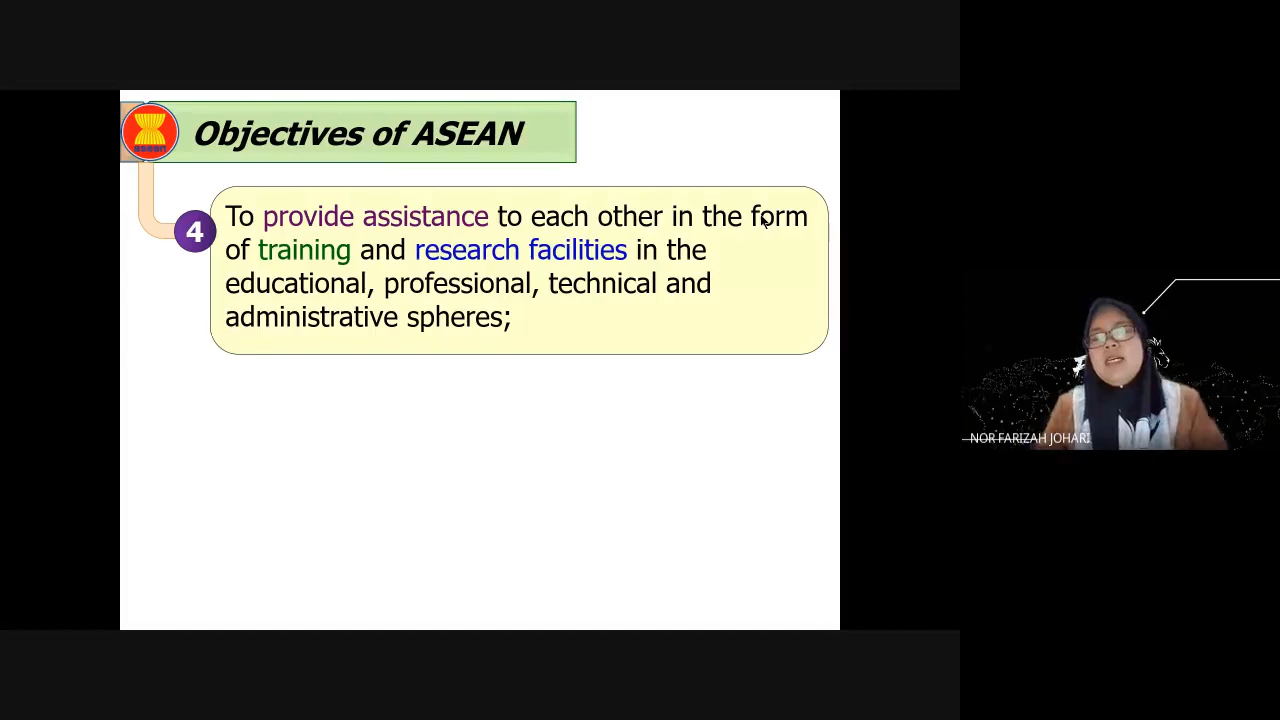 asean
Objectives of ASEAN
4
To provide assistance to each other in the form
of training and research facilities in the
educational, professional, technical and
administrative spheres;
NOR FARIZAH JOHARI